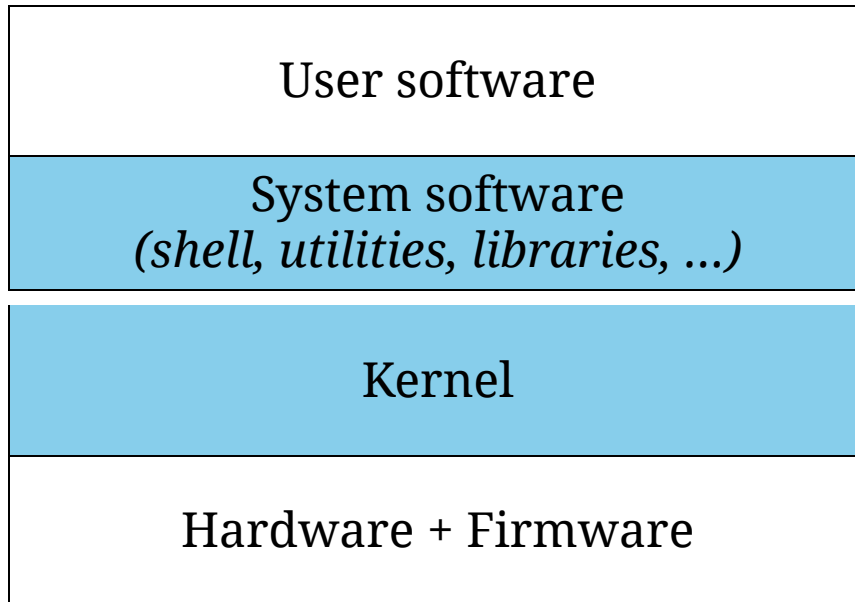 User software
System software
(shell, utilities, libraries, …)
Kernel
Hardware + Firmware